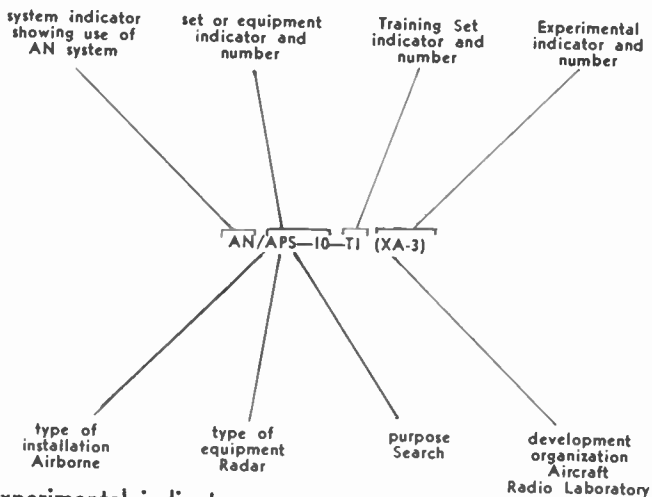 system indicator
showing use of
AN system
set or equipment
indicator and
number
Training Set
indicator and
number
Experimental
indicator and
number
AN/APS—10—T1 (XA-3)
type of
installation
Airborne
type of
equipment
Radar
purpose
Search
development
organization
Aircraft
Radio Laboratory